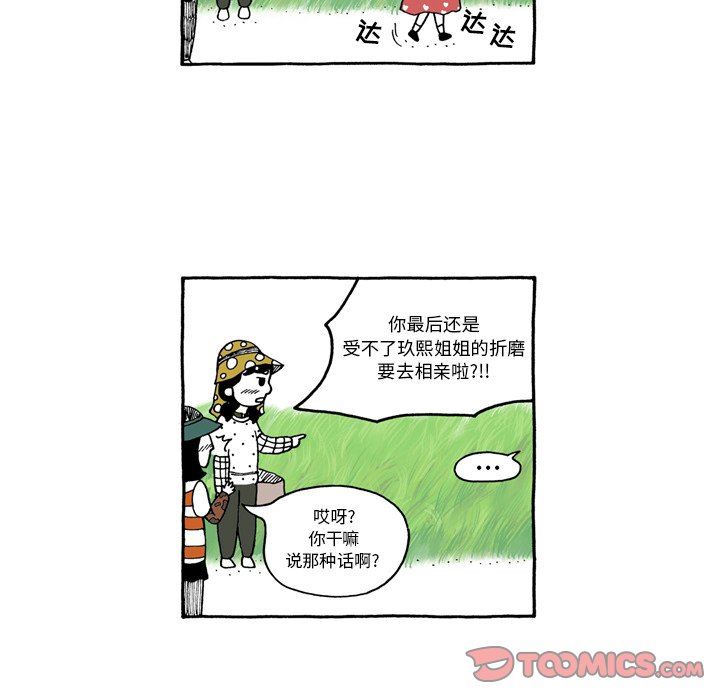 达
达
达
你最后还是
受不了玖熙姐姐的折磨
要去相亲啦?!!
...
哎呀?
你干嘛
说那种话啊?
TOOMICS.COM